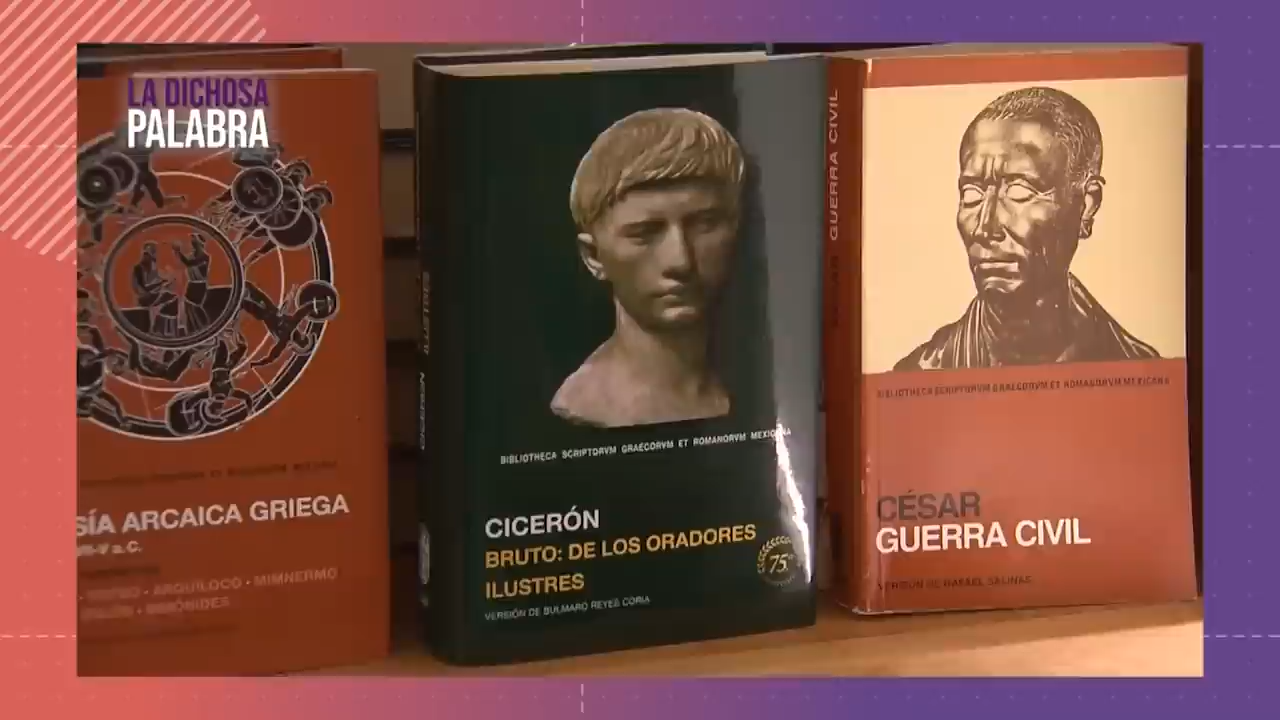 LA DICHOSA
PALABRA
SÍA ARCAICA GRIEGA
a. C.
ARQUÍLOCO • MIMNERMO
CICERÓN
BIBLIOTHECA SCRIPTORVM GRAECORVM ET ROMANORVM MEXICANA
CICERÓN
BRUTO: DE LOS ORADORES
ILUSTRES
75
VERSIÓN DE BULMARO REYES CORIA
GUERRA CIVIL
BIBLIOTHECA SCRIPTORVM GRAECORVM ET ROMANORVM MEXICANA
CÉSAR
GUERRA CIVIL
VERSIÓN DE RAFAEL SALINAS